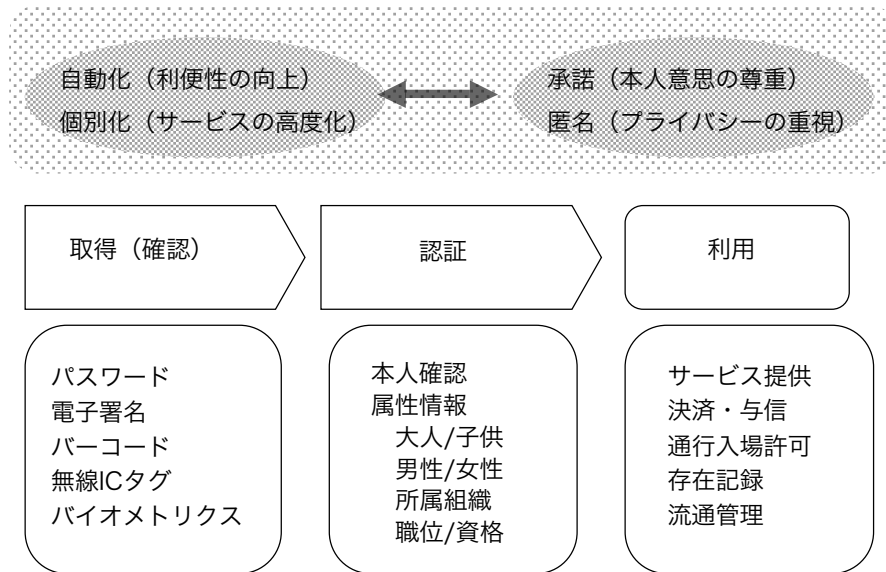 自動化（利便性の向上）
個別化（サービスの高度化）
承諾（本人意思の尊重）
匿名（プライバシーの重視）
取得（確認）
認証
利用
パスワード
電子署名
バーコード
無線ICタグ
バイオメトリクス
本人確認
属性情報
大人/子供
男性/女性
所属組織
職位/資格
サービス提供
決済・与信
通行入場許可
存在記録
流通管理